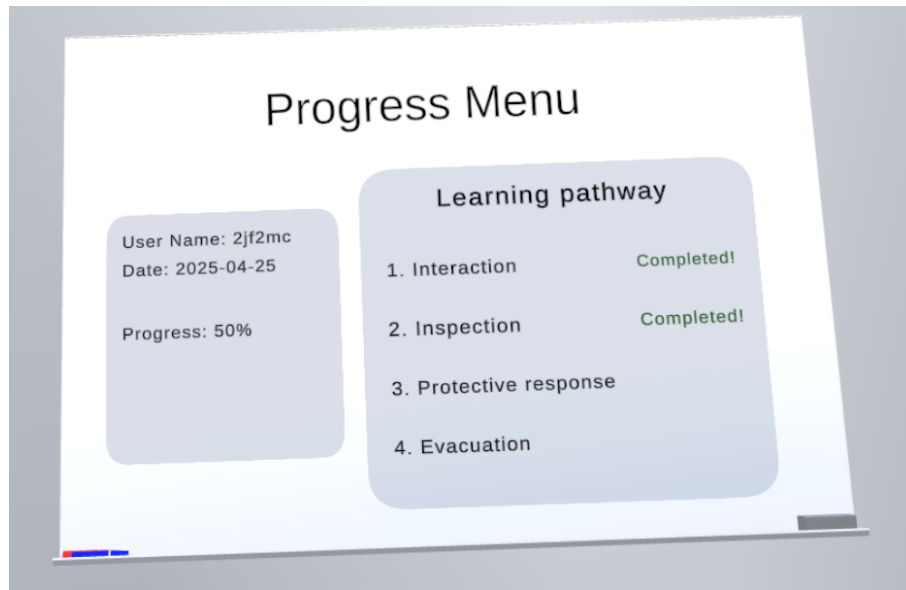 Progress Menu
User Name: 2jf2mc
Date: 2025-04-25
Progress: 50%
Learning pathway
1. Interaction Completed!
2. Inspection Completed!
3. Protective response
4. Evacuation